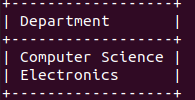 +--------------------+
| Department         |
+--------------------+
| Computer Science |
| Electronics        |
+--------------------+